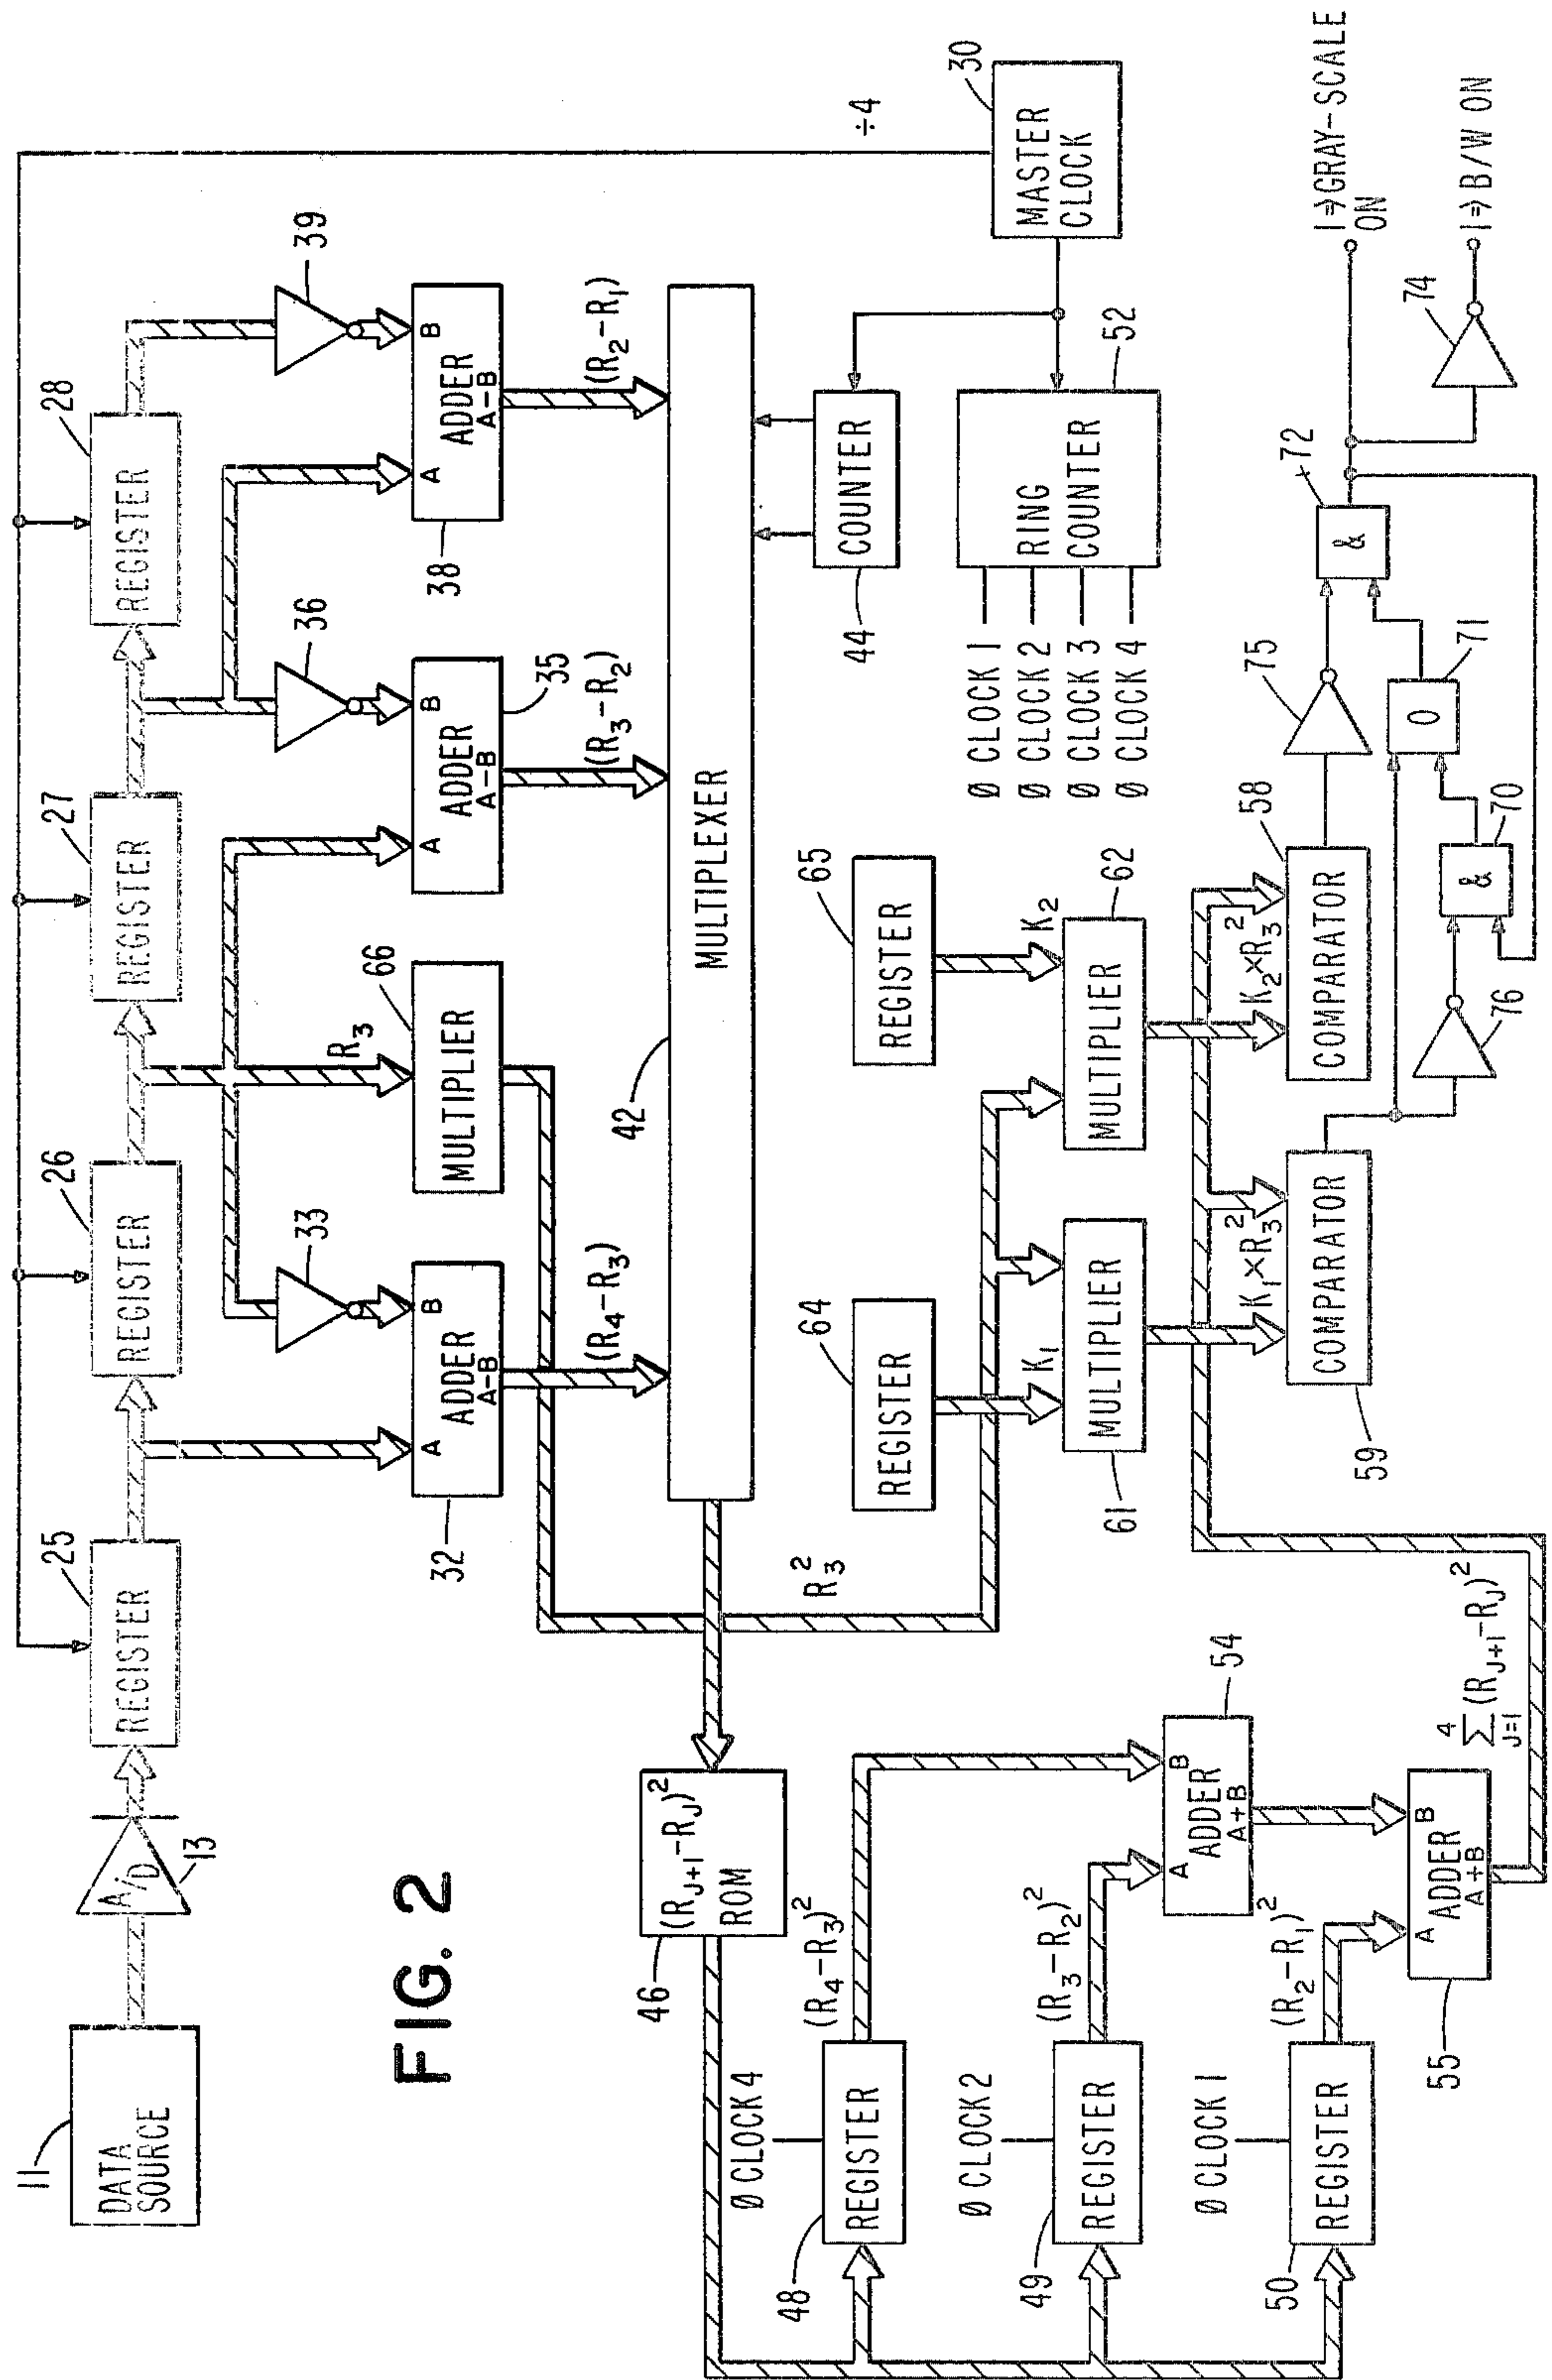 FIG. 2
11
DATA
SOURCE
A/D
13
25
REGISTER
26
REGISTER
27
REGISTER
28
REGISTER
33
36
39
A
B
ADDER
A-B
32
R3
MULTIPLIER
66
A
B
ADDER
A-B
35
A
B
ADDER
A-B
38
(R4-R3)
(R3-R2)
(R2-R1)
÷4
MASTER
CLOCK
30
42
MULTIPLEXER
COUNTER
44
RING
COUNTER
52
Ø CLOCK 1
Ø CLOCK 2
Ø CLOCK 3
Ø CLOCK 4
46
(RJ+1-RJ)²
ROM
R3²
64
REGISTER
K1
65
REGISTER
K2
MULTIPLIER
61
MULTIPLIER
62
Ø CLOCK 4
REGISTER
48
(R4-R3)²
Ø CLOCK 2
REGISTER
49
(R3-R2)²
Ø CLOCK 1
REGISTER
50
(R2-R1)²
A
B
ADDER
A+B
54
A
B
ADDER
A+B
55
4
∑ (RJ+1-RJ)²
J=1
K1×R3²
COMPARATOR
59
K2×R3²
COMPARATOR
58
75
76
&
70
O
71
&
72
74
1⇒GRAY-SCALE
ON
1⇒B/W ON